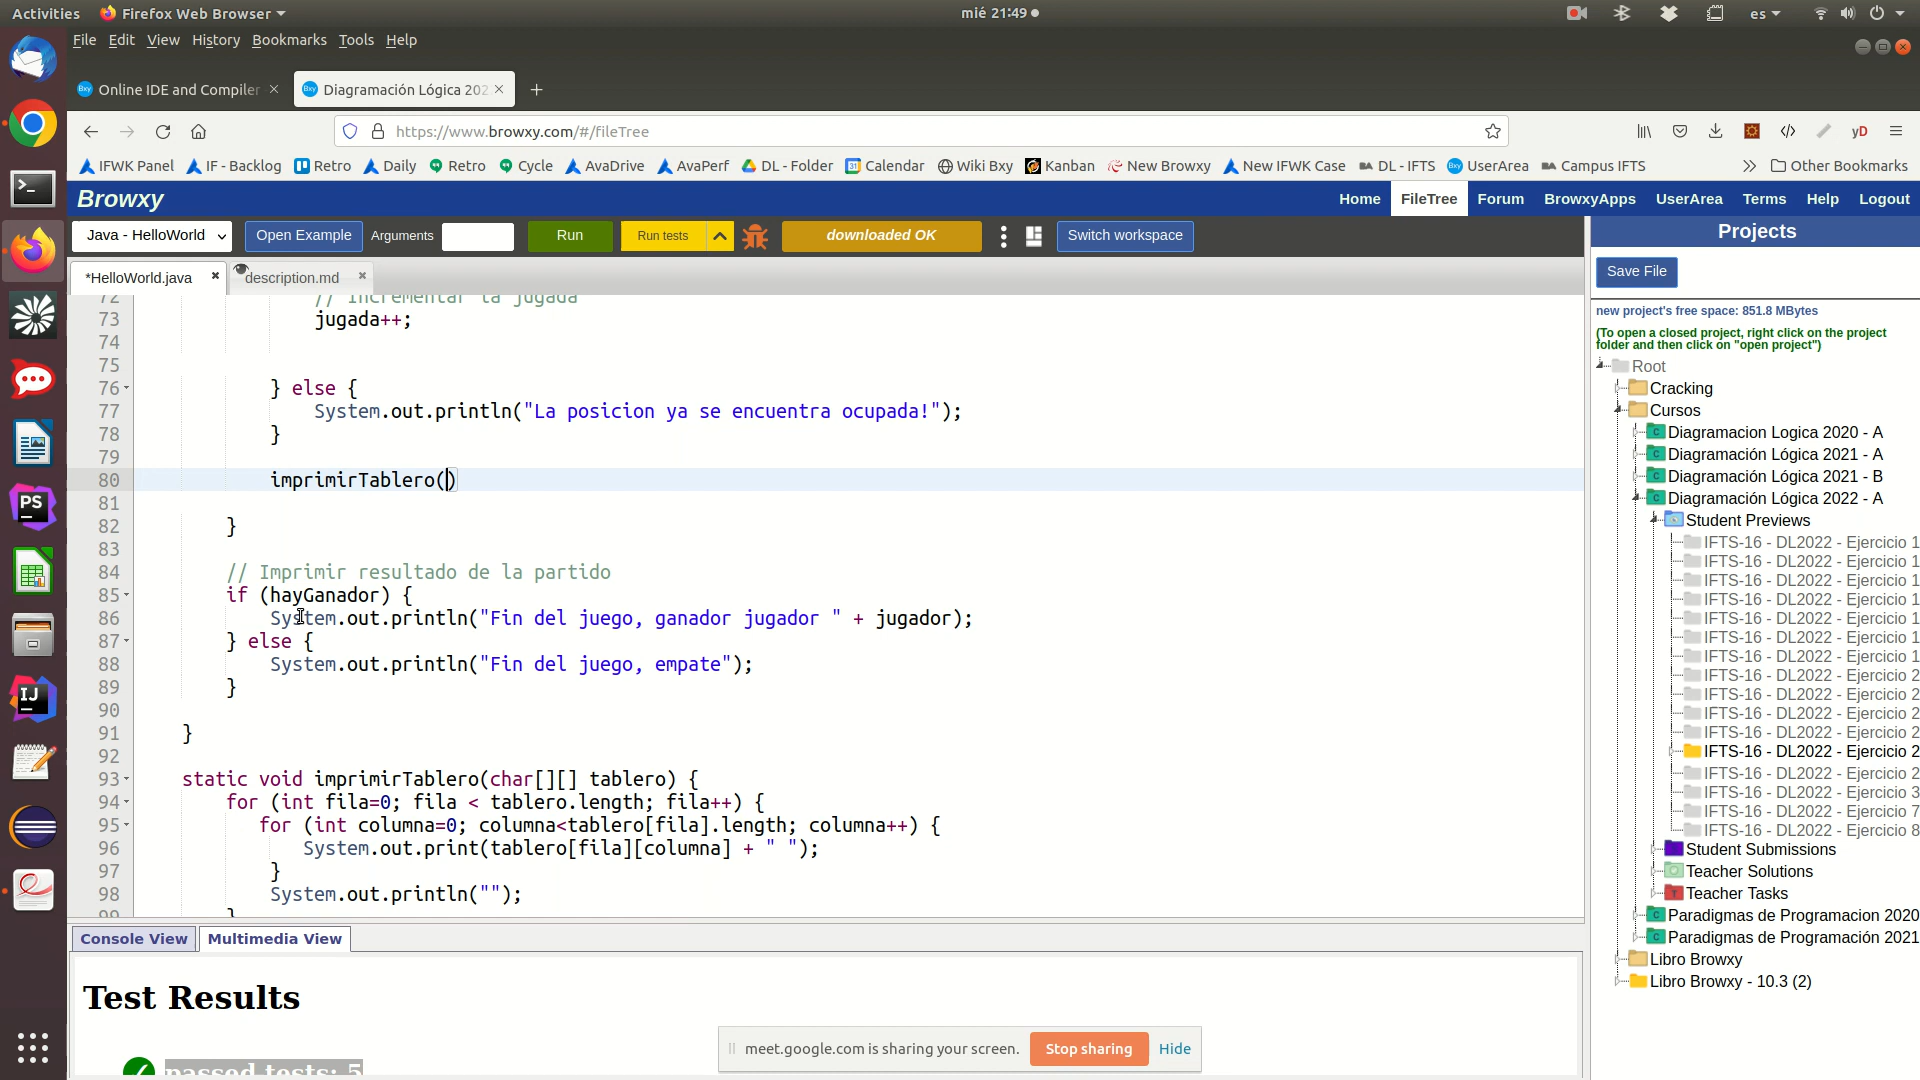 Activities Firefox Web Browser mié 21:49 es
File Edit View History Bookmarks Tools Help
Online IDE and Compiler Diagramación Lógica 202
https://www.browxy.com/#/fileTree yD
IFWK Panel IF - Backlog Retro Daily Retro Cycle AvaDrive AvaPerf DL - Folder Calendar Wiki Bxy Kanban New Browxy New IFWK Case DL - IFTS UserArea Campus IFTS Other Bookmarks
Browxy Home FileTree Forum BrowxyApps UserArea Terms Help Logout
Java - HelloWorld Open Example Arguments Run Run tests downloaded OK Switch workspace
*HelloWorld.java description.md
72 // Incrementar la jugada
73 jugada++;
74
75
76 } else {
77 System.out.println("La posicion ya se encuentra ocupada!");
78 }
79
80 imprimirTablero()
81
82 }
83
84 // Imprimir resultado de la partido
85 if (hayGanador) {
86 System.out.println("Fin del juego, ganador jugador " + jugador);
87 } else {
88 System.out.println("Fin del juego, empate");
89 }
90
91 }
92
93 static void imprimirTablero(char[][] tablero) {
94 for (int fila=0; fila < tablero.length; fila++) {
95 for (int columna=0; columna<tablero[fila].length; columna++) {
96 System.out.print(tablero[fila][columna] + " ");
97 }
98 System.out.println("");
99 }
Console View Multimedia View
Test Results
passed tests: 5
meet.google.com is sharing your screen. Stop sharing Hide
Projects
Save File
new project's free space: 851.8 MBytes
(To open a closed project, right click on the project
folder and then click on "open project")
Root
Cracking
Cursos
Diagramacion Logica 2020 - A
Diagramación Lógica 2021 - A
Diagramación Lógica 2021 - B
Diagramación Lógica 2022 - A
Student Previews
IFTS-16 - DL2022 - Ejercicio 1
IFTS-16 - DL2022 - Ejercicio 1
IFTS-16 - DL2022 - Ejercicio 1
IFTS-16 - DL2022 - Ejercicio 1
IFTS-16 - DL2022 - Ejercicio 1
IFTS-16 - DL2022 - Ejercicio 1
IFTS-16 - DL2022 - Ejercicio 1
IFTS-16 - DL2022 - Ejercicio 2
IFTS-16 - DL2022 - Ejercicio 2
IFTS-16 - DL2022 - Ejercicio 2
IFTS-16 - DL2022 - Ejercicio 2
IFTS-16 - DL2022 - Ejercicio 2
IFTS-16 - DL2022 - Ejercicio 2
IFTS-16 - DL2022 - Ejercicio 3
IFTS-16 - DL2022 - Ejercicio 7
IFTS-16 - DL2022 - Ejercicio 8
Student Submissions
Teacher Solutions
Teacher Tasks
Paradigmas de Programacion 2020
Paradigmas de Programación 2021
Libro Browxy
Libro Browxy - 10.3 (2)